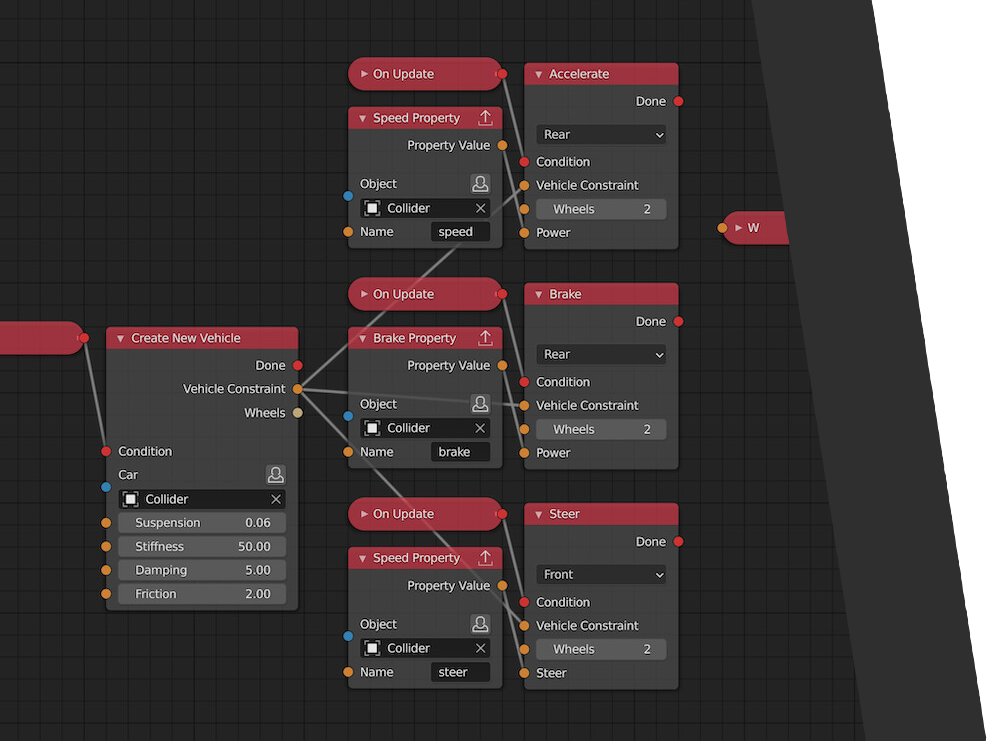 On Update
Accelerate
Done
Speed Property
Property Value
Rear
Condition
Object
Vehicle Constraint
Collider
Wheels 2
Name speed
Power
W
On Update
Brake
Done
Brake Property
Property Value
Rear
Condition
Object
Vehicle Constraint
Collider
Wheels 2
Name brake
Power
Create New Vehicle
Done
Vehicle Constraint
Wheels
Condition
Car
Collider
Suspension 0.06
Stiffness 50.00
Damping 5.00
Friction 2.00
On Update
Steer
Done
Speed Property
Property Value
Front
Condition
Object
Vehicle Constraint
Collider
Wheels 2
Name steer
Steer